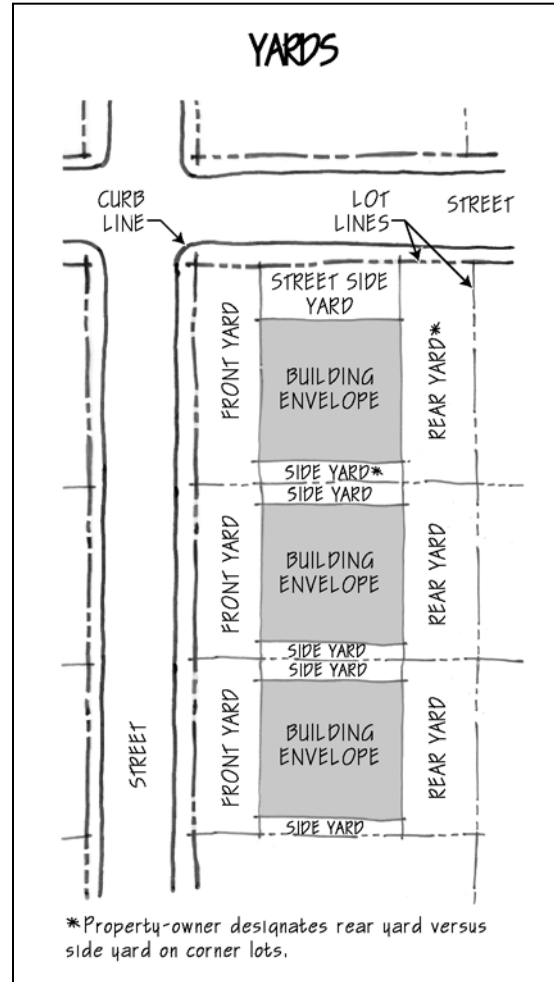 YARDS
CURB
LINE
LOT
LINES
STREET
STREET SIDE
YARD
FRONT YARD
BUILDING
ENVELOPE
REAR YARD*
SIDE YARD*
SIDE YARD
FRONT YARD
BUILDING
ENVELOPE
REAR YARD
SIDE YARD
SIDE YARD
STREET
FRONT YARD
BUILDING
ENVELOPE
REAR YARD
SIDE YARD
*Property-owner designates rear yard versus
side yard on corner lots.